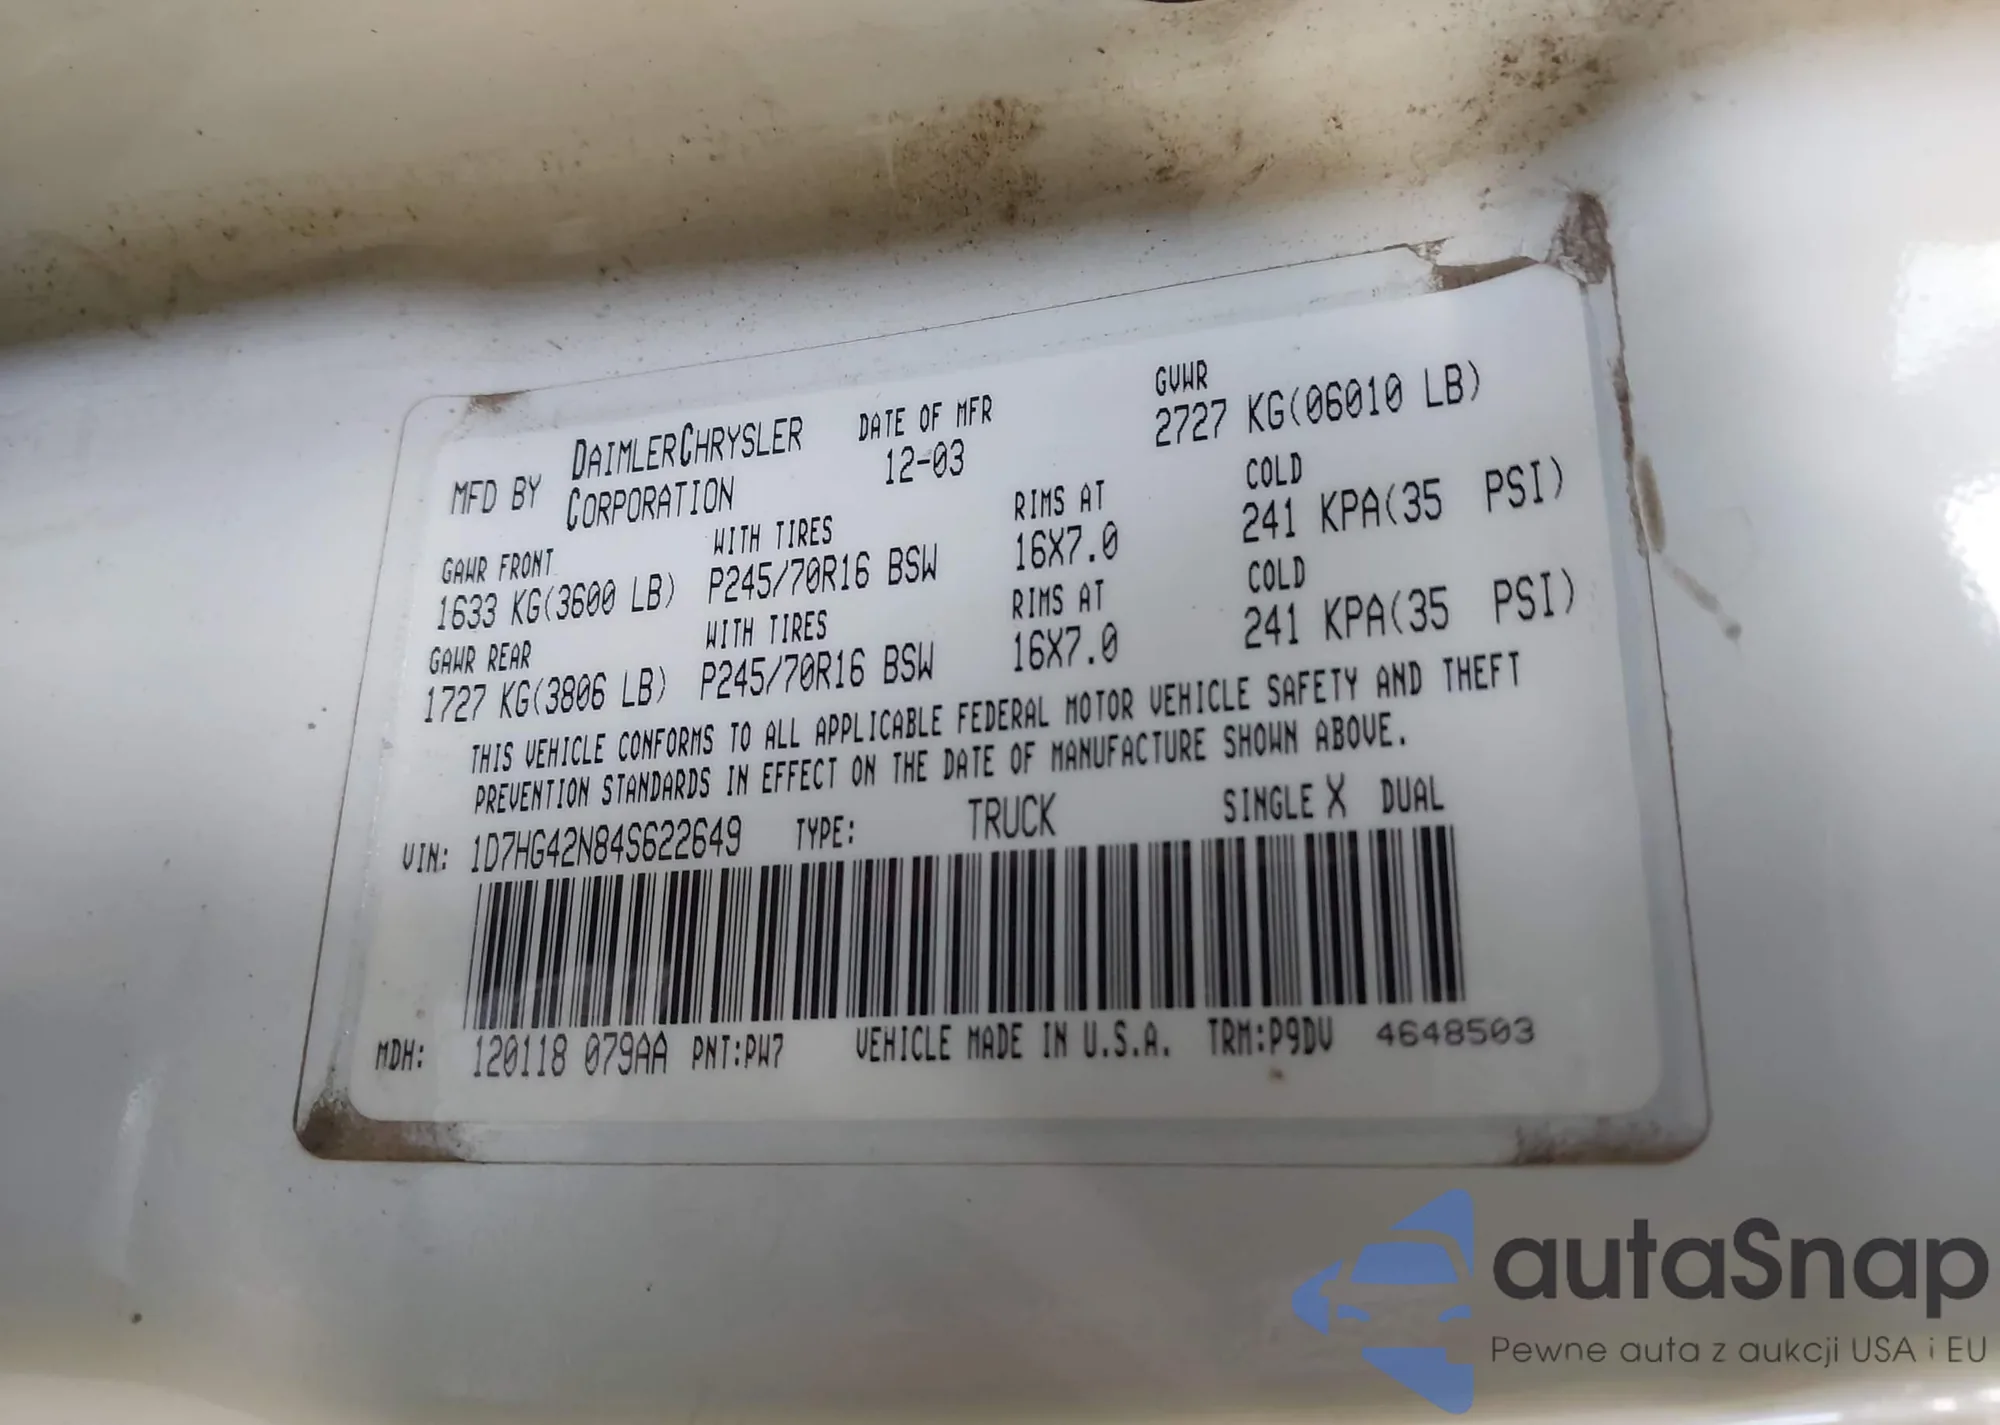 MFD BY DAIMLERCHRYSLER CORPORATION DATE OF MFR 12-03 GVWR 2727 KG(06010 LB)
GAWR FRONT WITH TIRES RIMS AT COLD
1633 KG(3600 LB) P245/70R16 BSW 16X7.0 241 KPA(35 PSI)
GAWR REAR WITH TIRES RIMS AT COLD
1727 KG(3806 LB) P245/70R16 BSW 16X7.0 241 KPA(35 PSI)
THIS VEHICLE CONFORMS TO ALL APPLICABLE FEDERAL MOTOR VEHICLE SAFETY AND THEFT
PREVENTION STANDARDS IN EFFECT ON THE DATE OF MANUFACTURE SHOWN ABOVE.
VIN: 1D7HG42N84S622649 TYPE: TRUCK SINGLE X DUAL
MDH: 120118 079AA PNT:PW7 VEHICLE MADE IN U.S.A. TRM:P9DV 4648503
autaSnap
Pewne auta z aukcji USA i EU